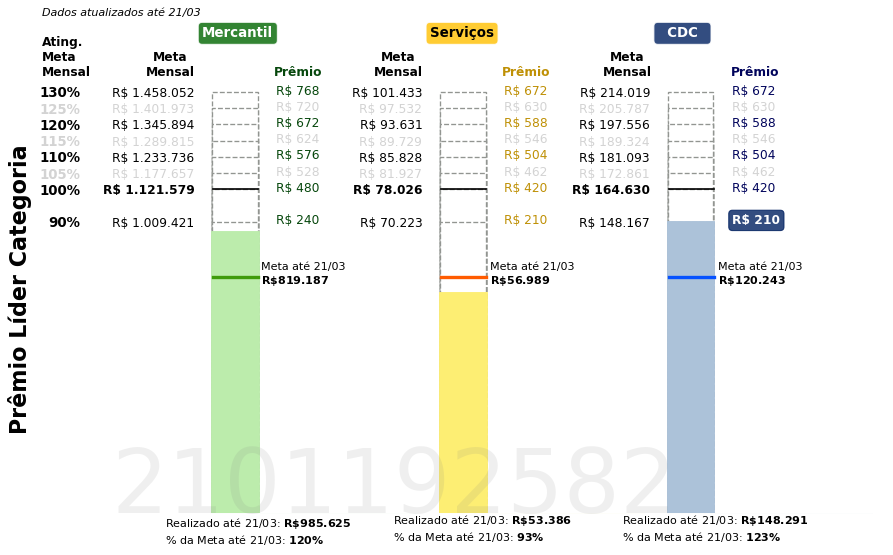 Dados atualizados até 21/03
Mercantil Serviços CDC
Ating.
Meta Meta Meta Meta
Mensal Mensal Prêmio Mensal Prêmio Mensal Prêmio
130% R$ 1.458.052 R$ 768 R$ 101.433 R$ 672 R$ 214.019 R$ 672
125% R$ 1.401.973 R$ 720 R$ 97.532 R$ 630 R$ 205.787 R$ 630
120% R$ 1.345.894 R$ 672 R$ 93.631 R$ 588 R$ 197.556 R$ 588
115% R$ 1.289.815 R$ 624 R$ 89.729 R$ 546 R$ 189.324 R$ 546
110% R$ 1.233.736 R$ 576 R$ 85.828 R$ 504 R$ 181.093 R$ 504
105% R$ 1.177.657 R$ 528 R$ 81.927 R$ 462 R$ 172.861 R$ 462
100% R$ 1.121.579 R$ 480 R$ 78.026 R$ 420 R$ 164.630 R$ 420
90% R$ 1.009.421 R$ 240 R$ 70.223 R$ 210 R$ 148.167 R$ 210
Meta até 21/03 Meta até 21/03 Meta até 21/03
R$819.187 R$56.989 R$120.243
Prêmio Líder Categoria
2101192582
Realizado até 21/03: R$985.625 Realizado até 21/03: R$53.386 Realizado até 21/03: R$148.291
% da Meta até 21/03: 120% % da Meta até 21/03: 93% % da Meta até 21/03: 123%